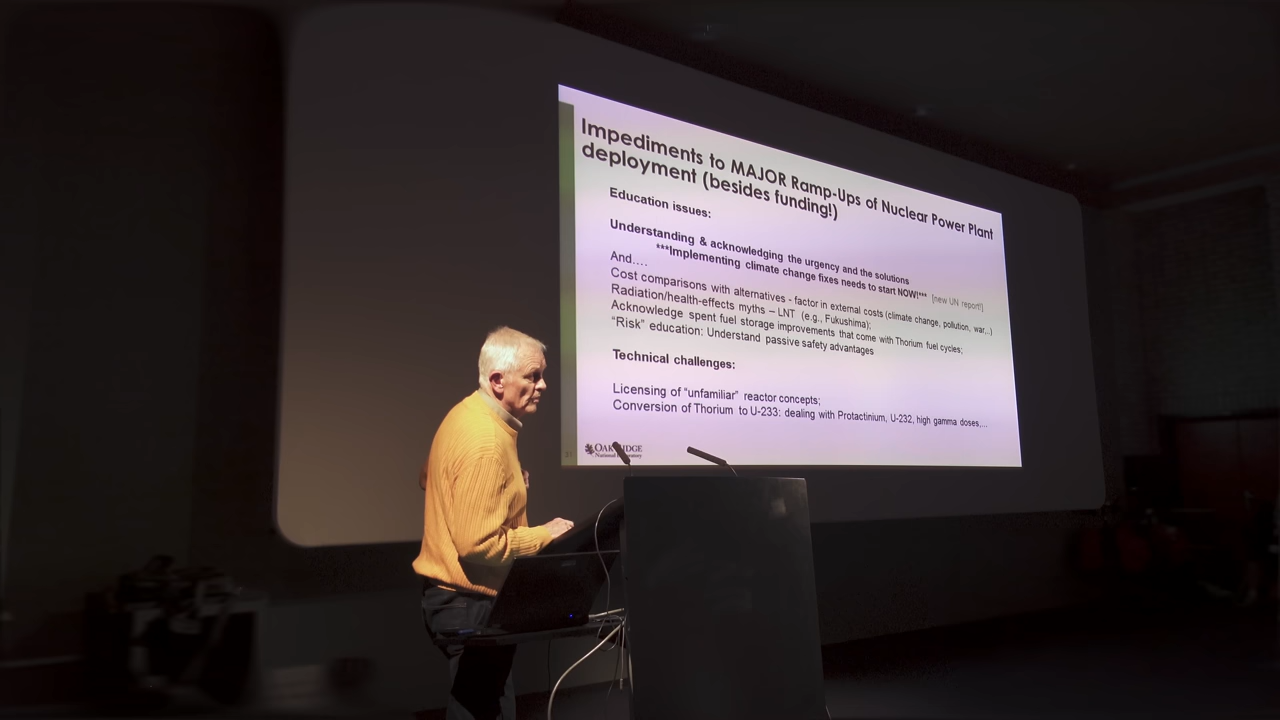 Impediments to MAJOR Ramp-Ups of Nuclear Power Plant
deployment (besides funding!)
Education issues:
Understanding & acknowledging the urgency and the solutions
***Implementing climate change fixes needs to start NOW!*** [new UN report!]
And....
Cost comparisons with alternatives - factor in external costs (climate change, pollution, war...)
Radiation/health-effects myths – LNT (e.g., Fukushima);
Acknowledge spent fuel storage improvements that come with Thorium fuel cycles;
"Risk" education: Understand passive safety advantages
Technical challenges:
Licensing of "unfamiliar" reactor concepts;
Conversion of Thorium to U-233: dealing with Protactinium, U-232, high gamma doses,...
National